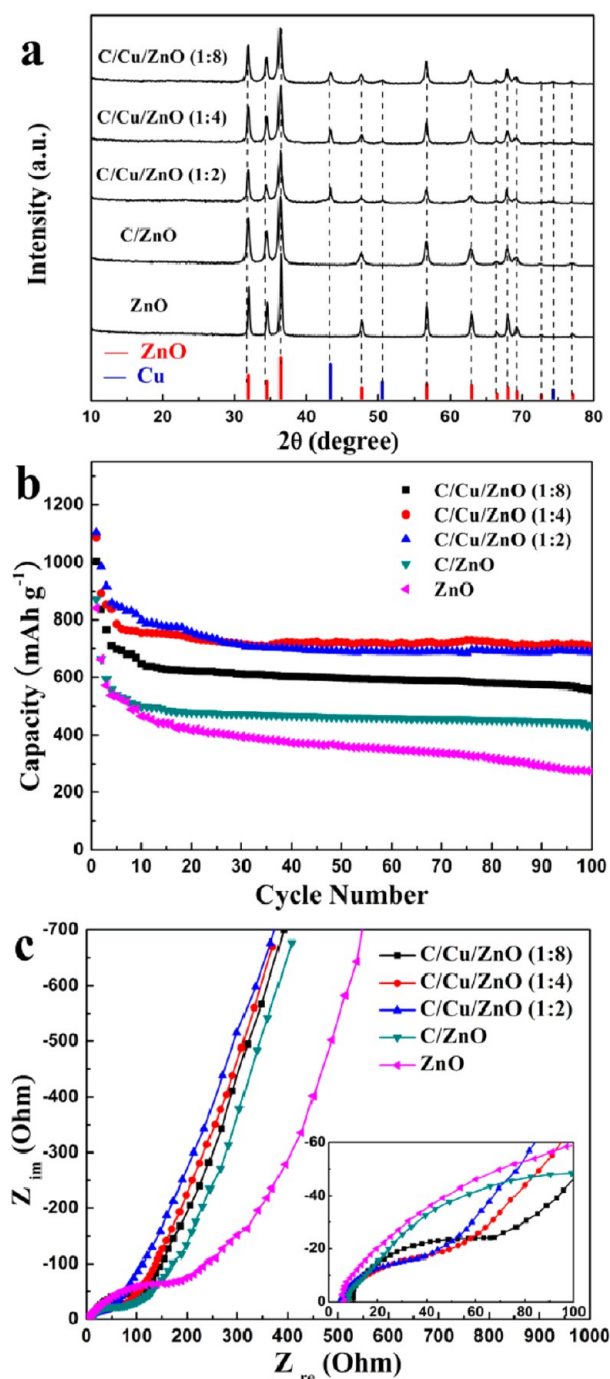 a
C/Cu/ZnO (1:8)
C/Cu/ZnO (1:4)
C/Cu/ZnO (1:2)
C/ZnO
ZnO
ZnO
Cu
Intensity (a.u.)
10 20 30 40 50 60 70 80
2θ (degree)
b
C/Cu/ZnO (1:8)
C/Cu/ZnO (1:4)
C/Cu/ZnO (1:2)
C/ZnO
ZnO
1200
1000
800
600
400
200
0
Capacity (mAh g⁻¹)
0 10 20 30 40 50 60 70 80 90 100
Cycle Number
c
C/Cu/ZnO (1:8)
C/Cu/ZnO (1:4)
C/Cu/ZnO (1:2)
C/ZnO
ZnO
-700
-600
-500
-400
-300
-200
-100
0
Z im (Ohm)
-60
-40
-20
0
20 40 60 80 100
0 100 200 300 400 500 600 700 800 900 1000
Z re (Ohm)